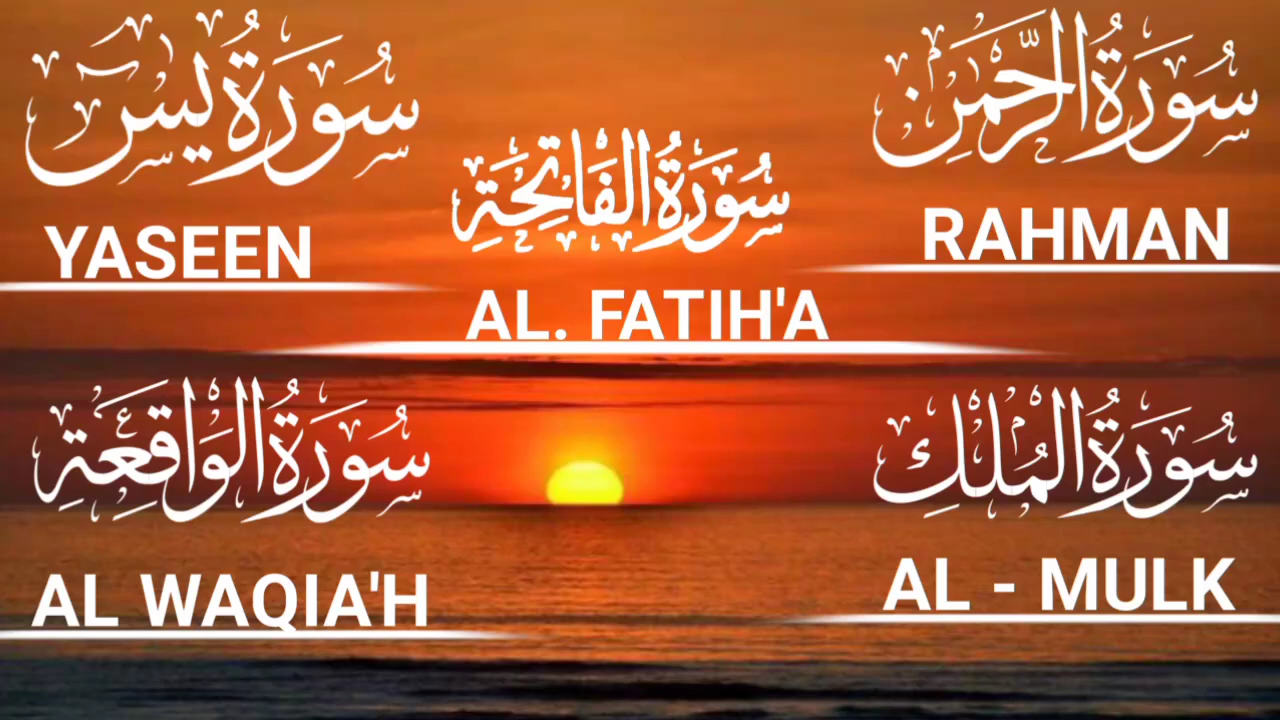 سُورَةُ يٰسٓ
YASEEN
سُورَةُ الرَّحْمٰن
RAHMAN
سُورَةُ الفَاتِحَةِ
AL. FATIH'A
سُورَةُ الوَاقِعَةِ
AL WAQIA'H
سُورَةُ المُلْكِ
AL - MULK